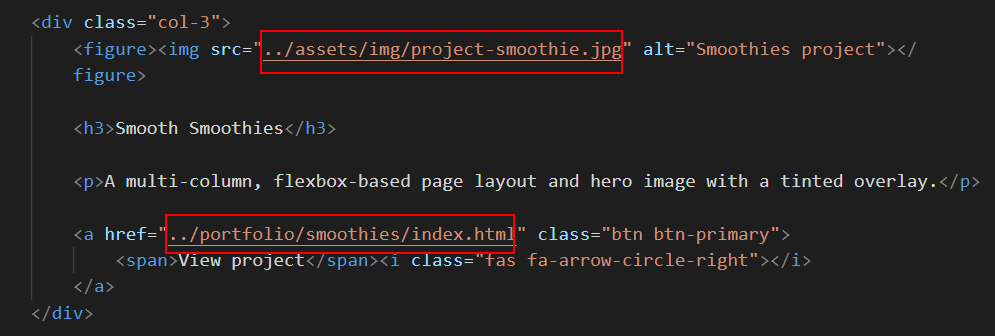 <div class="col-3">
<figure><img src="../assets/img/project-smoothie.jpg" alt="Smoothies project"></
figure>
<h3>Smooth Smoothies</h3>
<p>A multi-column, flexbox-based page layout and hero image with a tinted overlay.</p>
<a href="../portfolio/smoothies/index.html" class="btn btn-primary">
<span>View project</span><i class="fas fa-arrow-circle-right"></i>
</a>
</div>